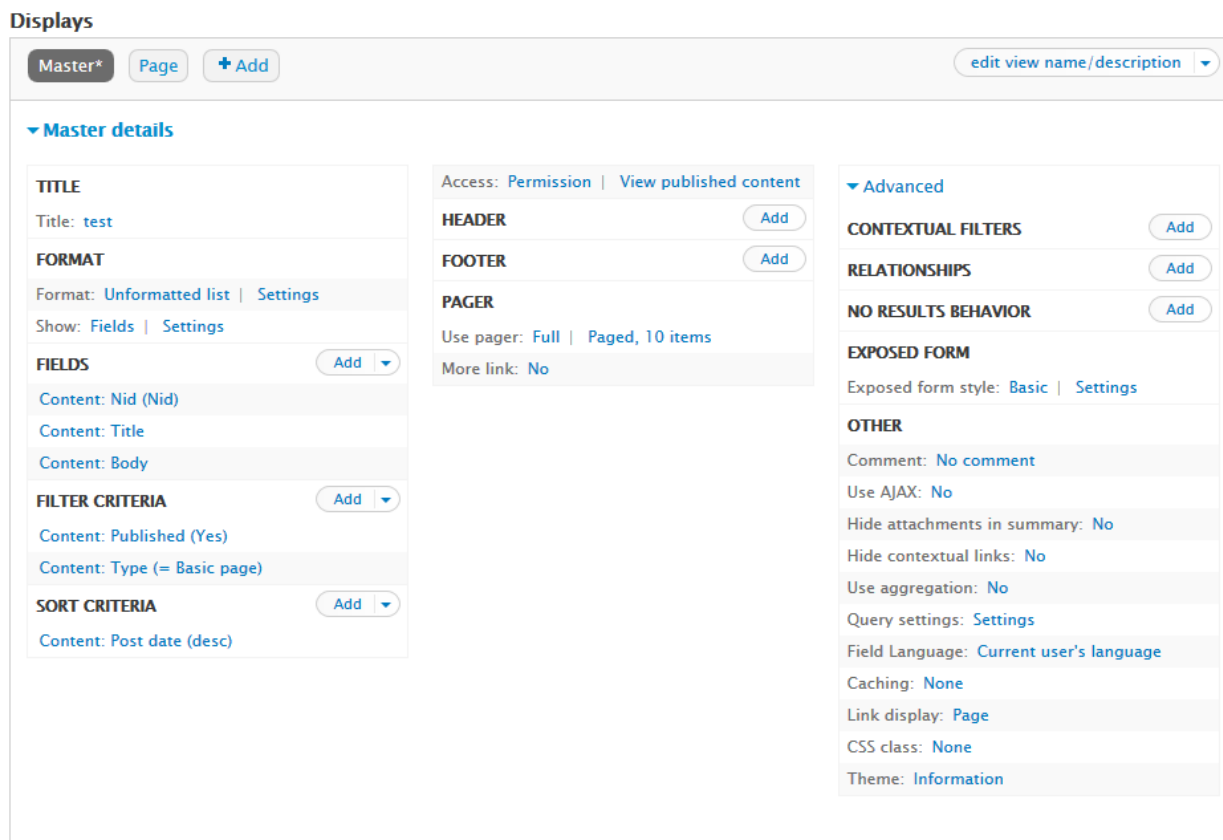 Displays
Master*
Page
+ Add
edit view name/description
Master details
TITLE
Title: test
FORMAT
Format: Unformatted list | Settings
Show: Fields | Settings
FIELDS
Add
Content: Nid (Nid)
Content: Title
Content: Body
FILTER CRITERIA
Add
Content: Published (Yes)
Content: Type (= Basic page)
SORT CRITERIA
Add
Content: Post date (desc)
Access: Permission | View published content
HEADER
Add
FOOTER
Add
PAGER
Use pager: Full | Paged, 10 items
More link: No
Advanced
CONTEXTUAL FILTERS
Add
RELATIONSHIPS
Add
NO RESULTS BEHAVIOR
Add
EXPOSED FORM
Exposed form style: Basic | Settings
OTHER
Comment: No comment
Use AJAX: No
Hide attachments in summary: No
Hide contextual links: No
Use aggregation: No
Query settings: Settings
Field Language: Current user's language
Caching: None
Link display: Page
CSS class: None
Theme: Information